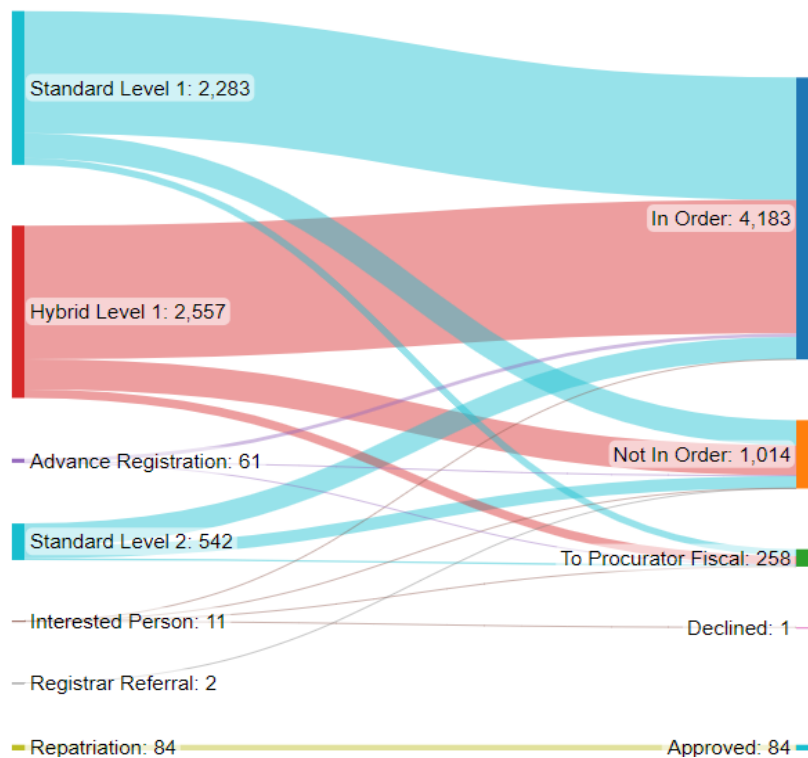 Standard Level 1: 2,283
In Order: 4,183
Hybrid Level 1: 2,557
Not In Order: 1,014
Advance Registration: 61
Standard Level 2: 542
To Procurator Fiscal: 258
Interested Person: 11
Declined: 1
Registrar Referral: 2
Repatriation: 84
Approved: 84